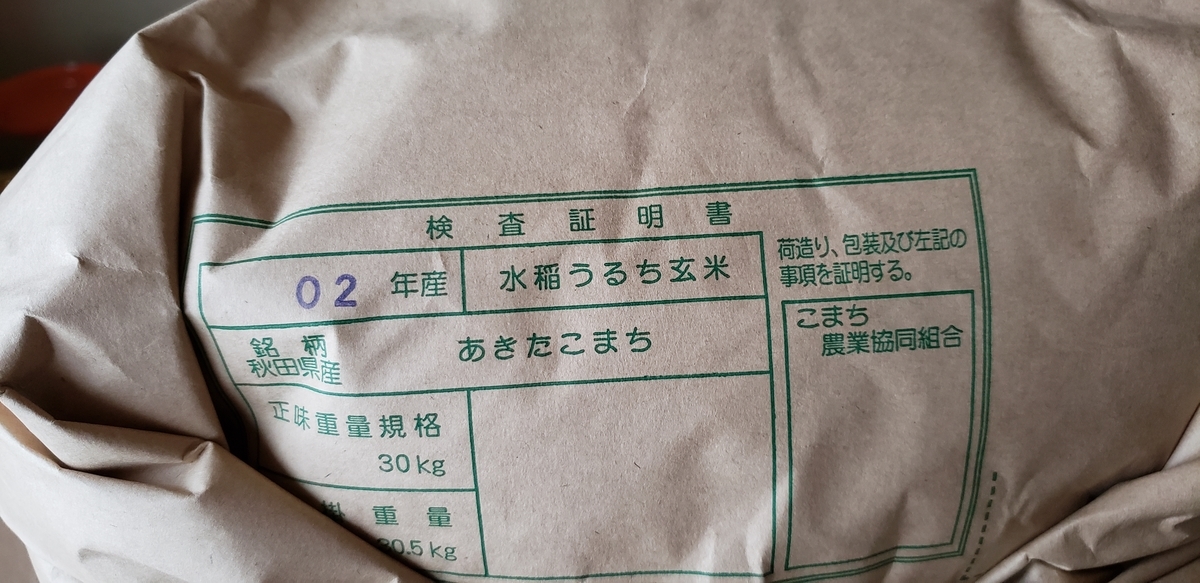 検査証明書
02 年産
水稲うるち玄米
銘柄
秋田県産
あきたこまち
正味重量規格
30kg
掛重量
30.5kg
荷造り、包装及び左記の
事項を証明する。
こまち
農業協同組合